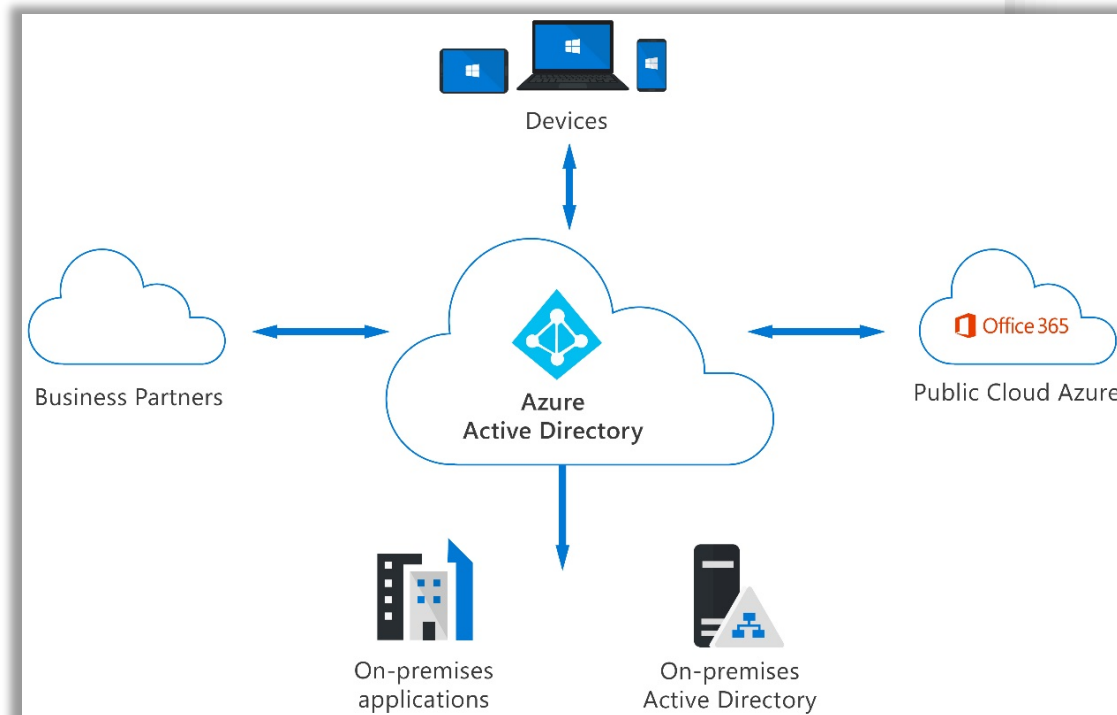 Devices
Business Partners
Azure
Active Directory
Office 365
Public Cloud Azure
On-premises
applications
On-premises
Active Directory